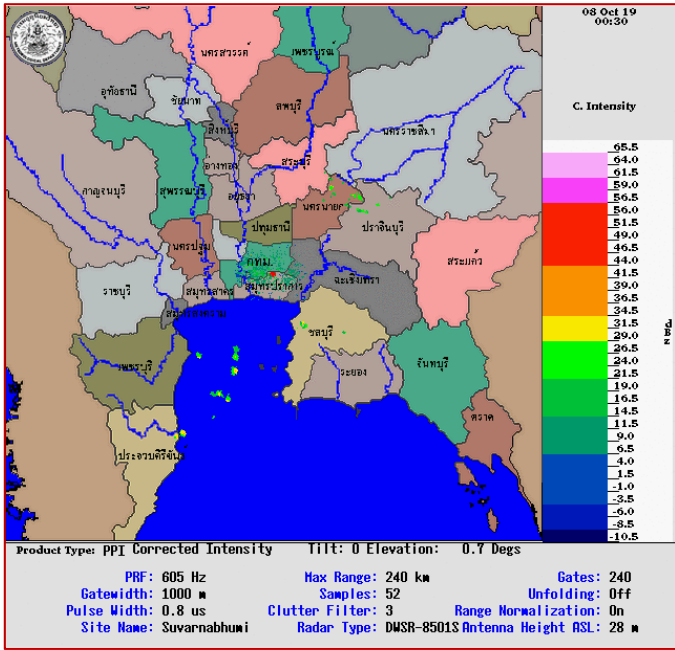 08 Oct 19
00:30
C. Intensity
65.5
64.0
61.5
59.0
56.5
56.0
51.5
49.0
46.5
44.0
41.5
39.0
36.5
34.5
31.5
29.0
26.5
24.0
21.5
19.0
16.5
14.5
11.5
9.0
6.5
4.0
1.5
-1.0
-3.5
-6.0
-8.5
-10.5
นครสวรรค์
เพชรบูรณ์
อุทัยธานี
ชัยนาท
ลพบุรี
สิงห์บุรี
นครราชสีมา
อ่างทอง
สระบุรี
กาญจนบุรี
สุพรรณบุรี
อยุธยา
นครนายก
ปราจีนบุรี
ปทุมธานี
นครปฐม
กทม.
สระแก้ว
ราชบุรี
สมุทรสาคร
สมุทรปราการ
ฉะเชิงเทรา
สมุทรสงคราม
ชลบุรี
เพชรบุรี
ระยอง
จันทบุรี
ตราด
ประจวบคีรีขันธ์
Product Type: PPI Corrected Intensity Tilt: 0 Elevation: 0.7 Degs
PRF: 605 Hz Max Range: 240 km Gates: 240
Gatewidth: 1000 m Samples: 52 Unfolding: Off
Pulse Width: 0.8 us Clutter Filter: 3 Range Normalization: On
Site Name: Suvarnabhumi Radar Type: DWSR-8501S Antenna Height ASL: 28 m